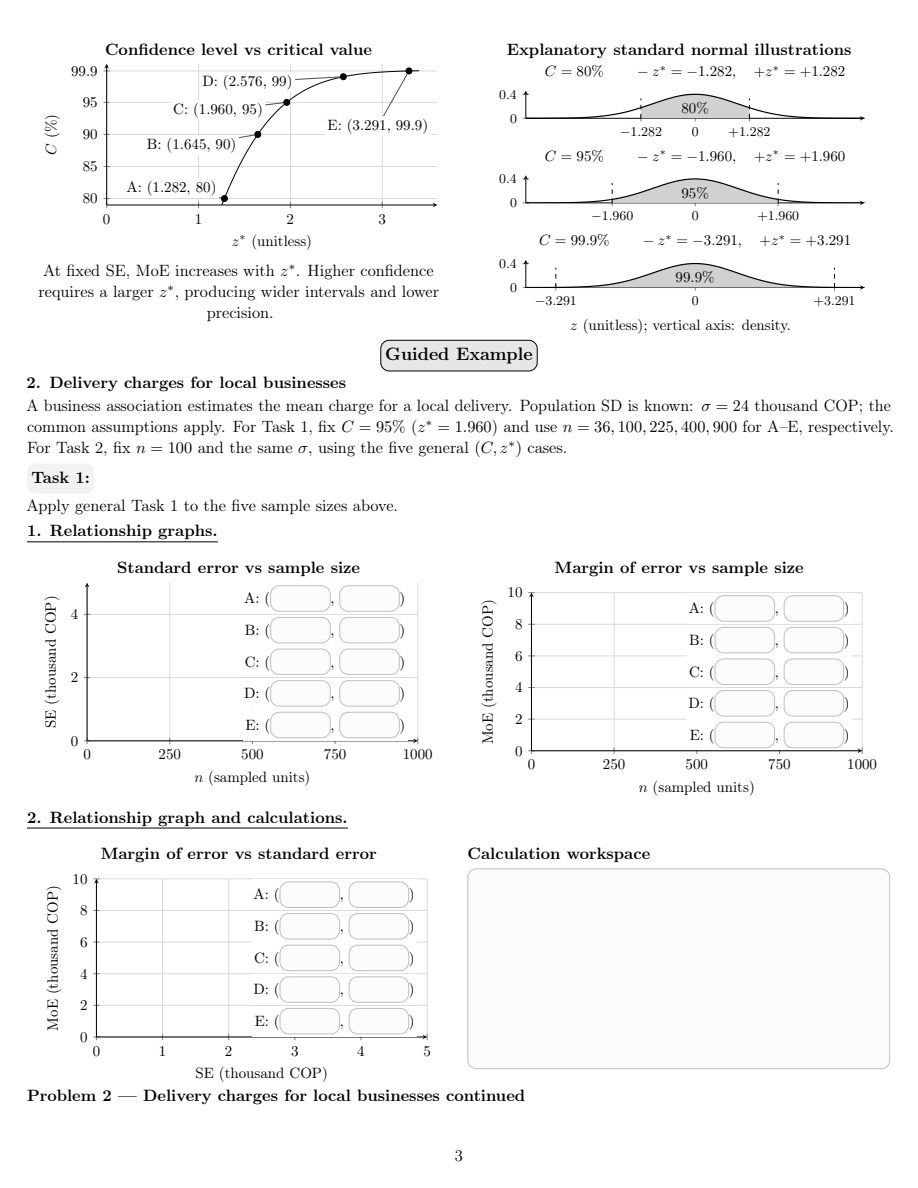 Confidence level vs critical value
99.9
95
90
85
80
C (%)
D: (2.576, 99)
C: (1.960, 95)
E: (3.291, 99.9)
B: (1.645, 90)
A: (1.282, 80)
0 1 2 3
z* (unitless)
At fixed SE, MoE increases with z*. Higher confidence
requires a larger z*, producing wider intervals and lower
precision.
Explanatory standard normal illustrations
C = 80% − z* = −1.282, +z* = +1.282
0.4
0
80%
−1.282 0 +1.282
C = 95% − z* = −1.960, +z* = +1.960
0.4
0
95%
−1.960 0 +1.960
C = 99.9% − z* = −3.291, +z* = +3.291
0.4
0
99.9%
−3.291 0 +3.291
z (unitless); vertical axis: density.
Guided Example
2. Delivery charges for local businesses
A business association estimates the mean charge for a local delivery. Population SD is known: σ = 24 thousand COP; the
common assumptions apply. For Task 1, fix C = 95% (z* = 1.960) and use n = 36, 100, 225, 400, 900 for A–E, respectively.
For Task 2, fix n = 100 and the same σ, using the five general (C, z*) cases.
Task 1:
Apply general Task 1 to the five sample sizes above.
1. Relationship graphs.
Standard error vs sample size
SE (thousand COP)
4
2
0
A: ( , )
B: ( , )
C: ( , )
D: ( , )
E: ( , )
0 250 500 750 1000
n (sampled units)
Margin of error vs sample size
MoE (thousand COP)
10
8
6
4
2
0
A: ( , )
B: ( , )
C: ( , )
D: ( , )
E: ( , )
0 250 500 750 1000
n (sampled units)
2. Relationship graph and calculations.
Margin of error vs standard error
MoE (thousand COP)
10
8
6
4
2
0
A: ( , )
B: ( , )
C: ( , )
D: ( , )
E: ( , )
0 1 2 3 4 5
SE (thousand COP)
Calculation workspace
Problem 2 — Delivery charges for local businesses continued
3